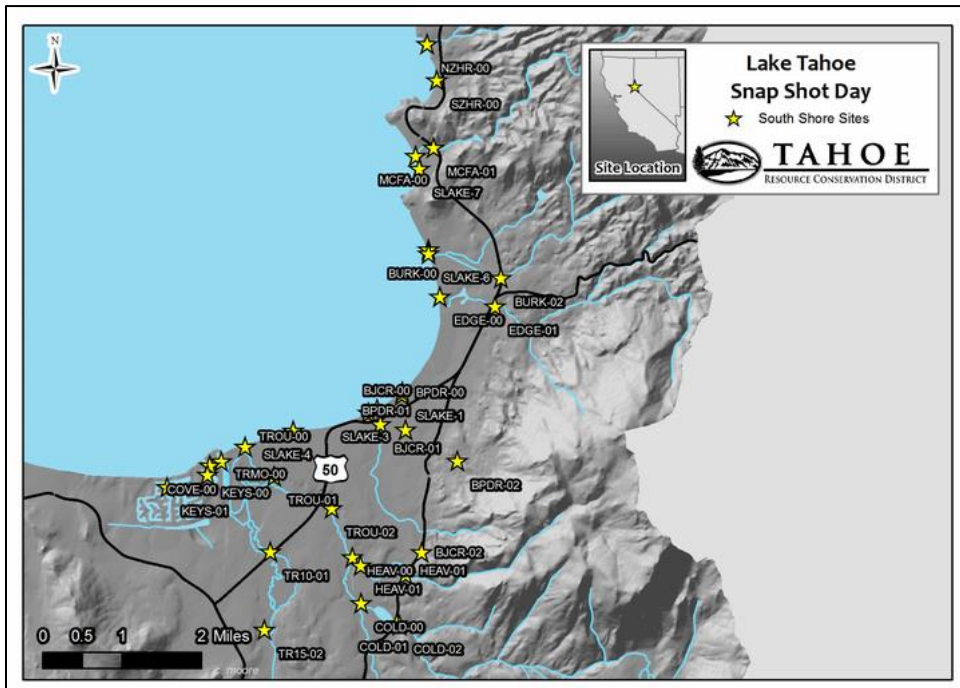 N
Lake Tahoe
Snap Shot Day
South Shore Sites
Site Location
TAHOE
RESOURCE CONSERVATION DISTRICT
NZHR-00
SZHR-00
MCFA-01
MCFA-00
SLAKE-7
BURK-00
SLAKE-6
BURK-02
EDGE-00
EDGE-01
BJCR-00
BPDR-00
BPDR-01
SLAKE-1
TROU-00
SLAKE-3
BJCR-01
SLAKE-4
50
TRMO-00
BPDR-02
COVE-00
KEYS-00
TROU-01
KEYS-01
TROU-02
BJCR-02
HEAV-00
HEAV-01
TR10-01
HEAV-01
COLD-00
0 0.5 1 2 Miles
COLD-01
COLD-02
TR15-02
moore